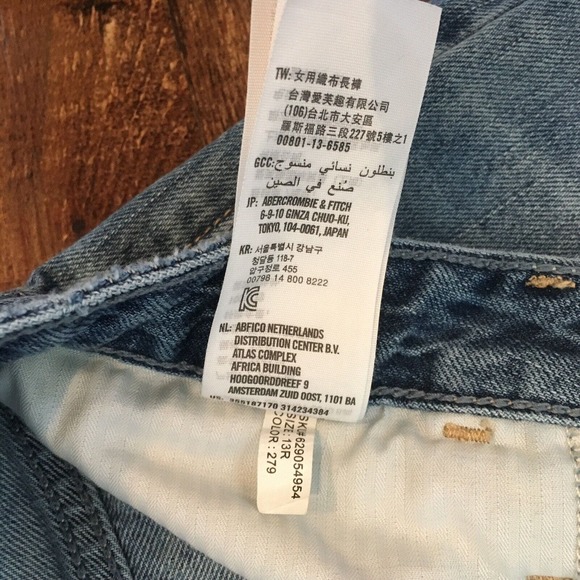 TW: 女用織布長褲
台灣愛芙趣有限公司
(106)台北市大安區
羅斯福路三段227號5樓之1
00801-13-6585
GCC: بنطلون نسائي منسوج
صُنع في الصين
JP: ABERCROMBIE & FITCH
6-9-10 GINZA CHUO-KU,
TOKYO, 104-0061, JAPAN
KR: 서울특별시 강남구
청담동 118-7
압구정로 455
00798 14 800 8222
NL: ABFICO NETHERLANDS
DISTRIBUTION CENTER B.V.
ATLAS COMPLEX
AFRICA BUILDING
HOOGOORDDREEF 9
AMSTERDAM ZUID OOST, 1101 BA
314234384
SK#629054954
SIZE: 13R
COLOR: 279